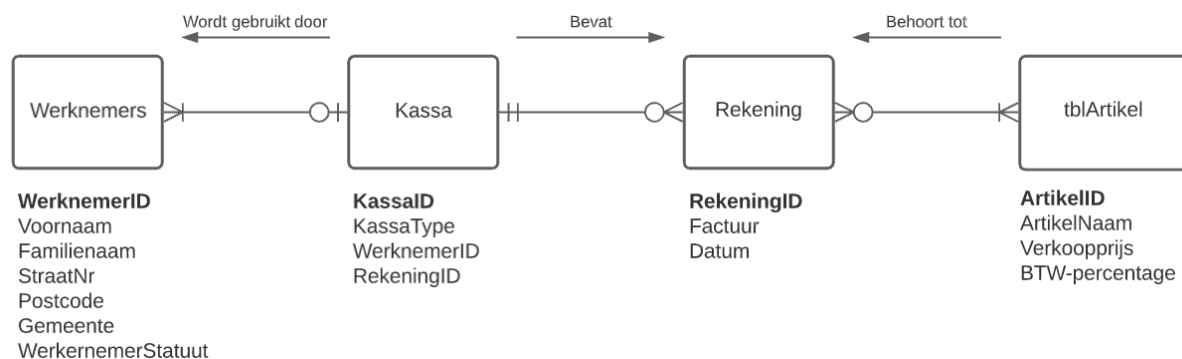 Wordt gebruikt door
Bevat
Behoort tot
Werknemers
Kassa
Rekening
tblArtikel
WerknemerID
Voornaam
Familienaam
StraatNr
Postcode
Gemeente
WerkernemerStatuut
KassaID
KassaType
WerknemerID
RekeningID
RekeningID
Factuur
Datum
ArtikelID
ArtikelNaam
Verkoopprijs
BTW-percentage